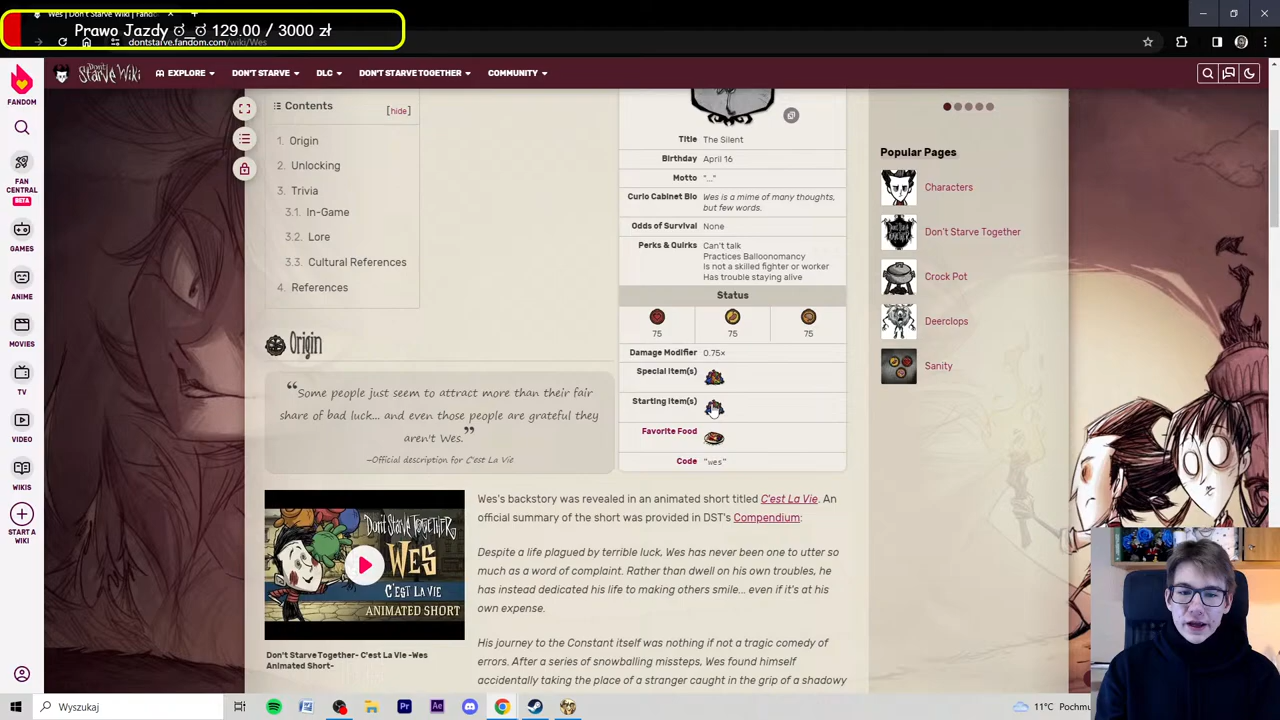 Wes | Don't Starve Wiki | Fand
Prawo Jazdy ಠ_ಠ 129.00 / 3000 zł
dontstarve.fandom.com/wiki/Wes
Don't Starve Wiki
EXPLORE
DON'T STARVE
DLC
DON'T STARVE TOGETHER
COMMUNITY
FANDOM
FAN CENTRAL
BETA
GAMES
ANIME
MOVIES
TV
VIDEO
WIKIS
START A WIKI
Contents [hide]
1. Origin
2. Unlocking
3. Trivia
3.1. In-Game
3.2. Lore
3.3. Cultural References
4. References
Title The Silent
Birthday April 16
Motto "..."
Curio Cabinet Bio Wes is a mime of many thoughts,
but few words.
Odds of Survival None
Perks & Quirks Can't talk
Practices Balloonomancy
Is not a skilled fighter or worker
Has trouble staying alive
Status
75 75 75
Damage Modifier 0.75×
Special Item(s)
Starting Item(s)
Favorite Food
Code "wes"
Popular Pages
Characters
Don't Starve Together
Crock Pot
Deerclops
Sanity
Origin
"Some people just seem to attract more than their fair
share of bad luck... and even those people are grateful they
aren't Wes."
–Official description for C'est La Vie
Don't Starve Together
WES
C'EST LA VIE
ANIMATED SHORT
Don't Starve Together- C'est La Vie -Wes
Animated Short-
Wes's backstory was revealed in an animated short titled C'est La Vie. An
official summary of the short was provided in DST's Compendium:
Despite a life plagued by terrible luck, Wes has never been one to utter so
much as a word of complaint. Rather than dwell on his own troubles, he
has instead dedicated his life to making others smile... even if it's at his
own expense.
His journey to the Constant itself was nothing if not a tragic comedy of
errors. After a series of snowballing missteps, Wes found himself
accidentally taking the place of a stranger caught in the grip of a shadowy
Wyszukaj
11°C Pochmu